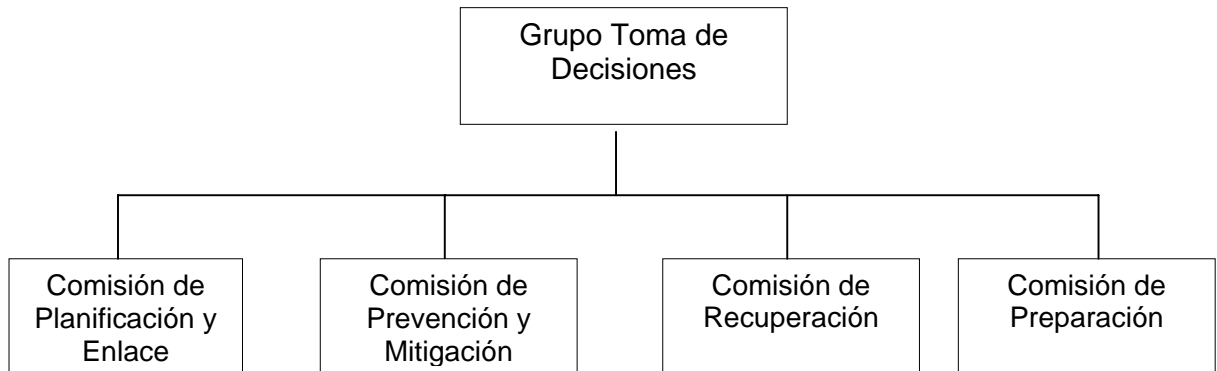 Grupo Toma de
Decisiones
Comisión de
Planificación y
Enlace
Comisión de
Prevención y
Mitigación
Comisión de
Recuperación
Comisión de
Preparación